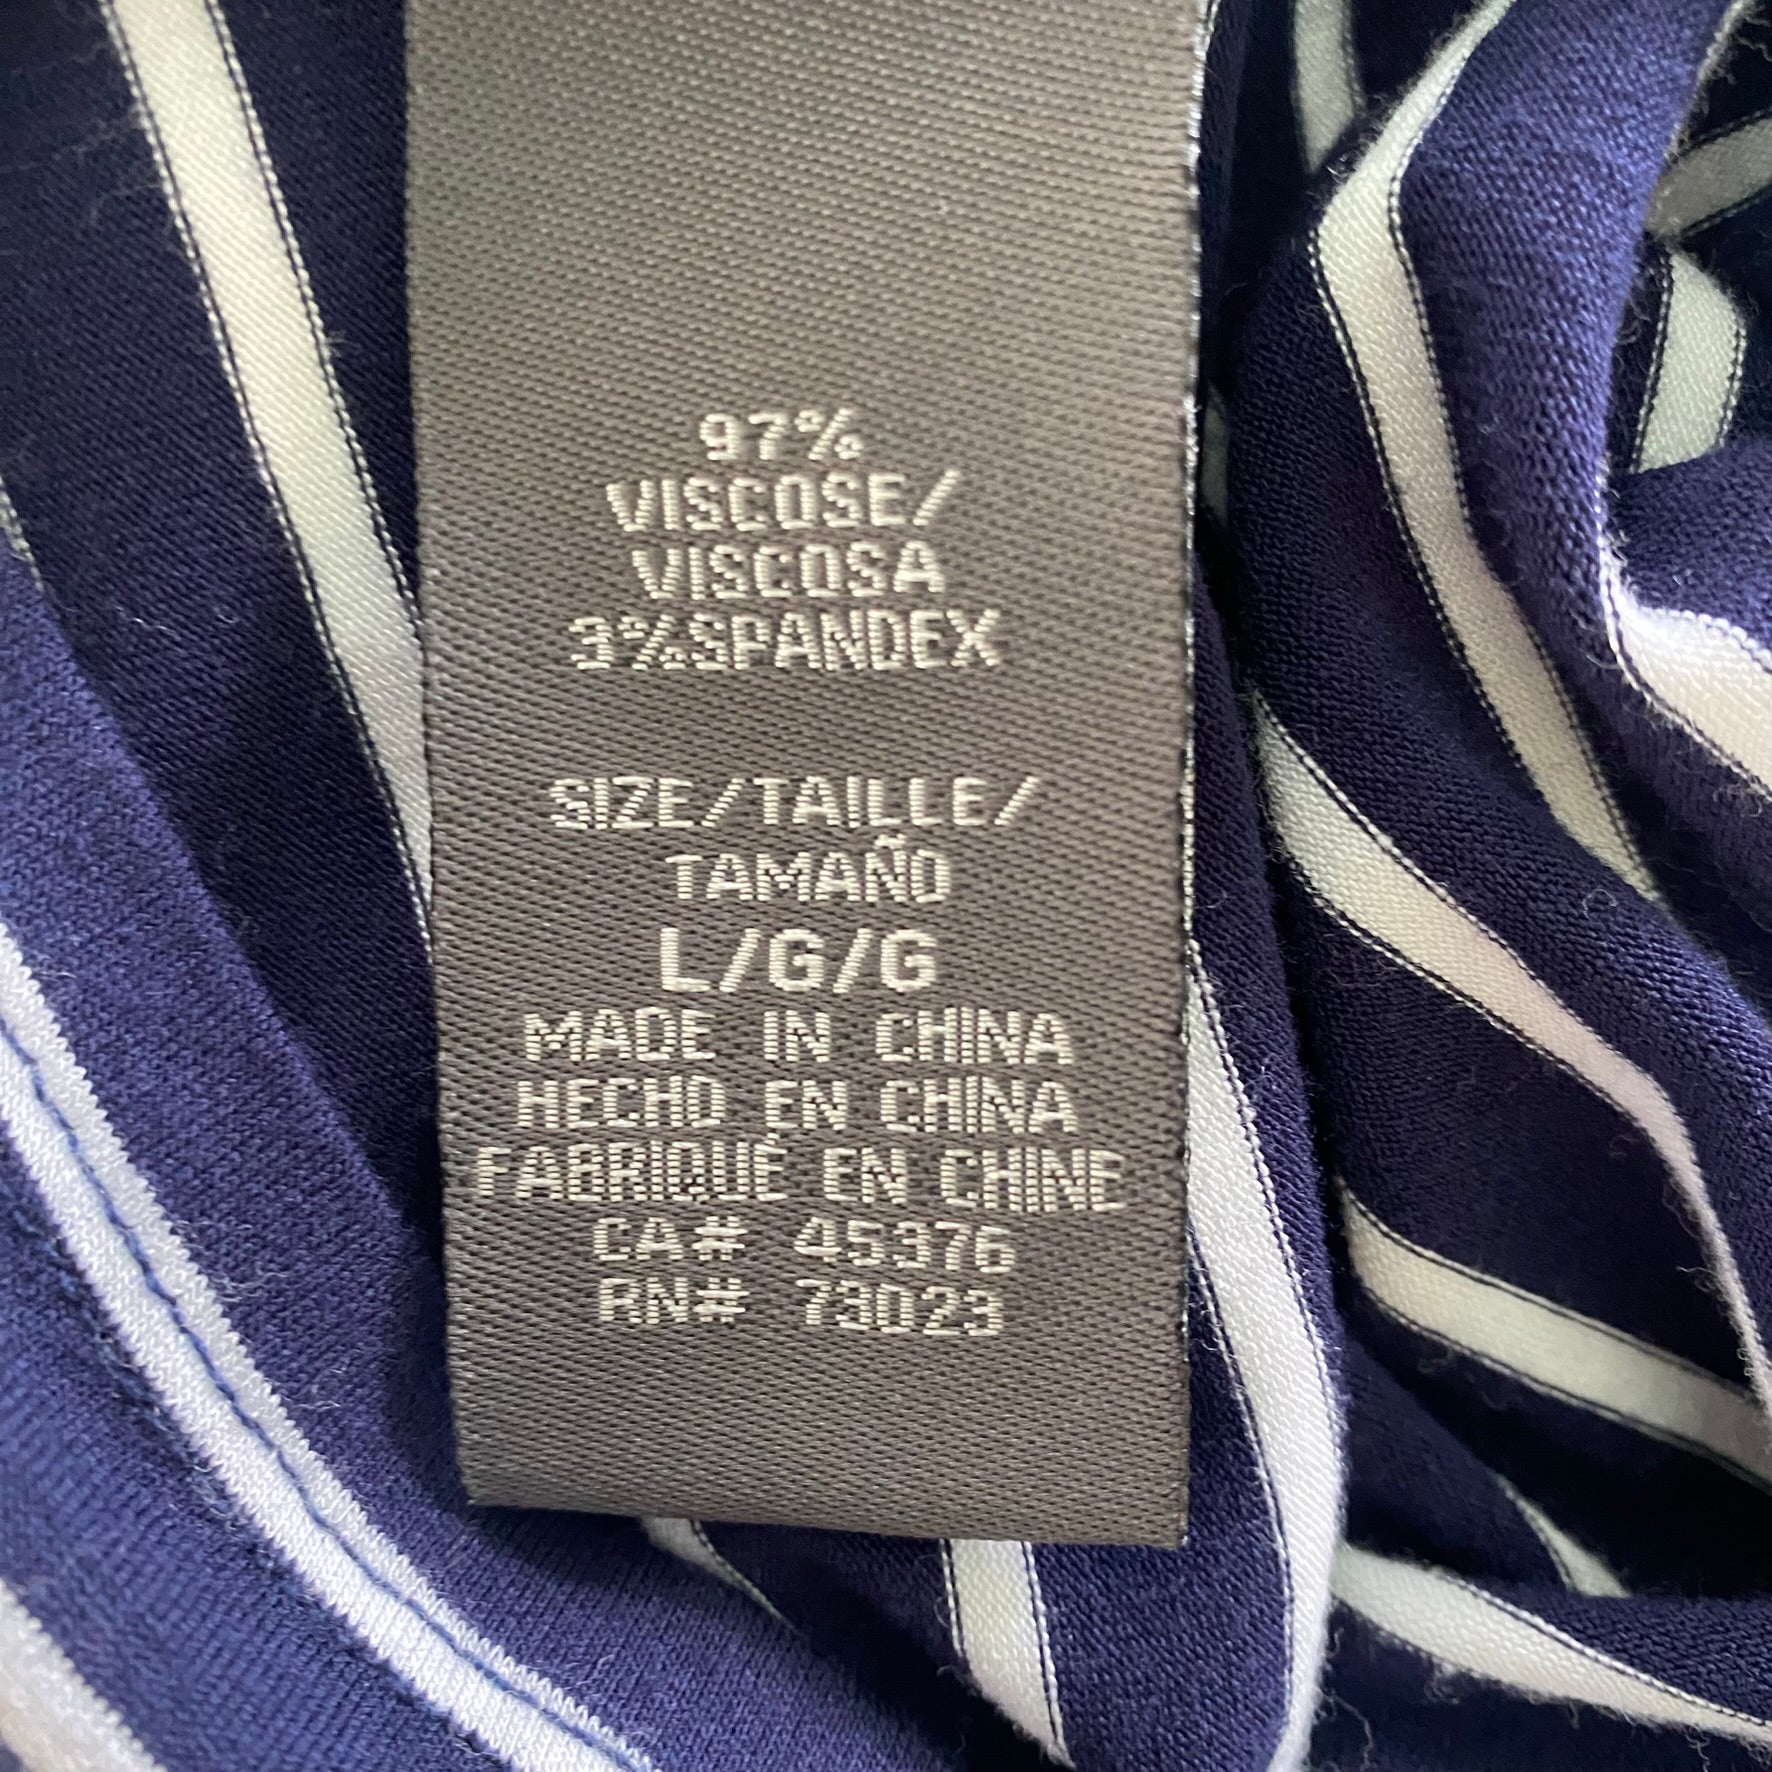 97%
VISCOSE/
VISCOSA
3%SPANDEX
SIZE/TAILLE/
TAMAÑO
L/G/G
MADE IN CHINA
HECHO EN CHINA
FABRIQUÉ EN CHINE
CA# 45376
RN# 73023